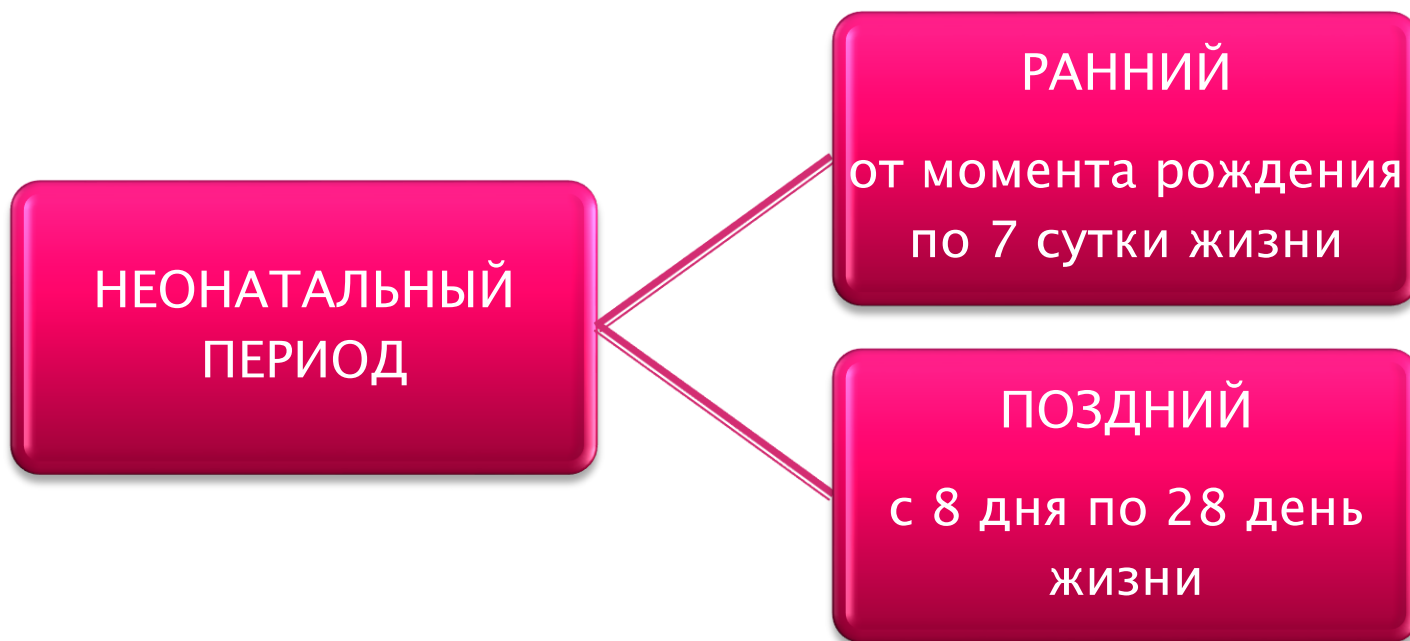 НЕОНАТАЛЬНЫЙ
ПЕРИОД
РАННИЙ
от момента рождения
по 7 сутки жизни
ПОЗДНИЙ
с 8 дня по 28 день
жизни